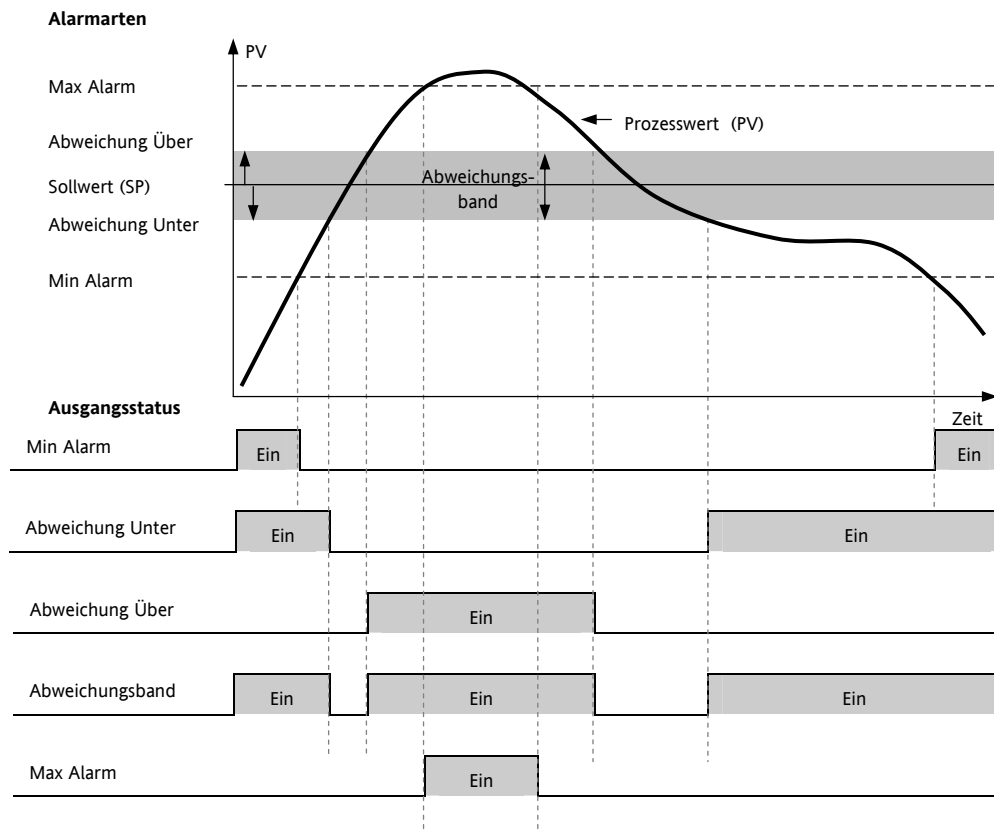 Alarmarten
PV
Max Alarm
Prozesswert (PV)
Abweichung Über
Abweichungs-
band
Sollwert (SP)
Abweichung Unter
Min Alarm
Ausgangsstatus
Zeit
Min Alarm
Ein
Ein
Abweichung Unter
Ein
Ein
Abweichung Über
Ein
Abweichungsband
Ein
Ein
Ein
Max Alarm
Ein